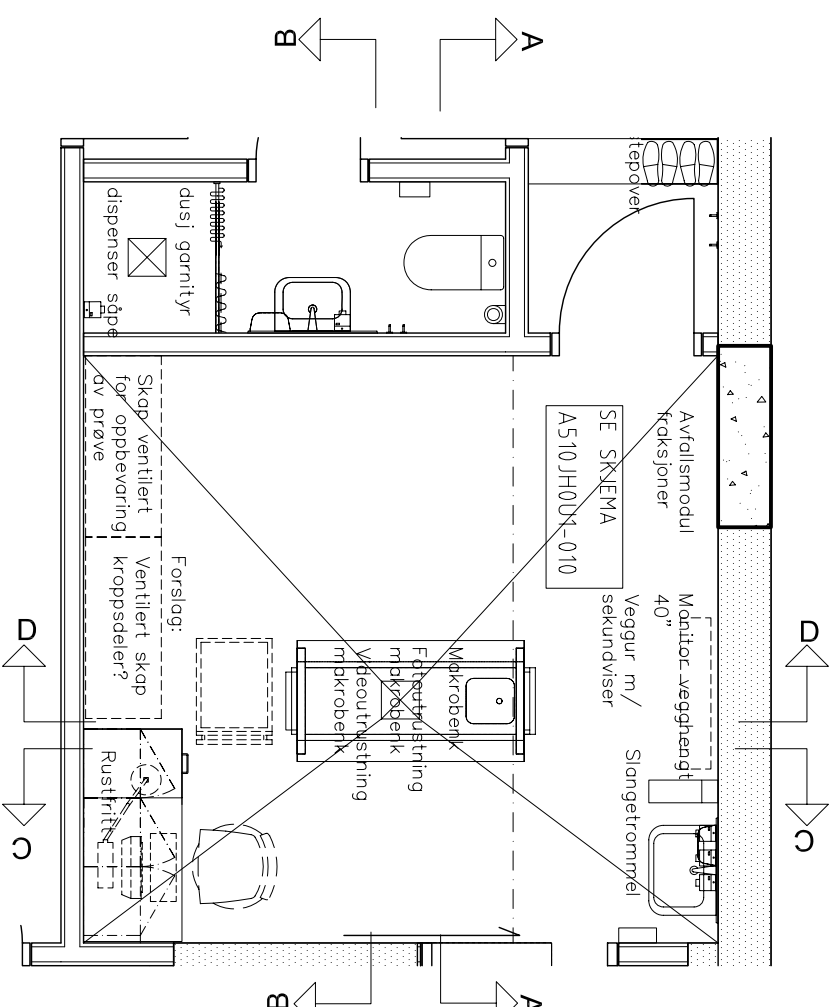 B
A
tepover
dusj garnityr
dispenser såpe
Skap ventilert
for oppbevaring
av prøve
SE SKJEMA
A510JH0U1-010
Avfallsmodul
fraksjoner
Forslag:
Ventilert skap
kroppsdeler?
Monitor vegghengt
40"
Veggur m/
sekundviser
Makrobenk
Fotoutrustning
makrobenk
Videoutrustning
makrobenk
D
D
Rustfritt
Slangetrommel
C
C
B
A